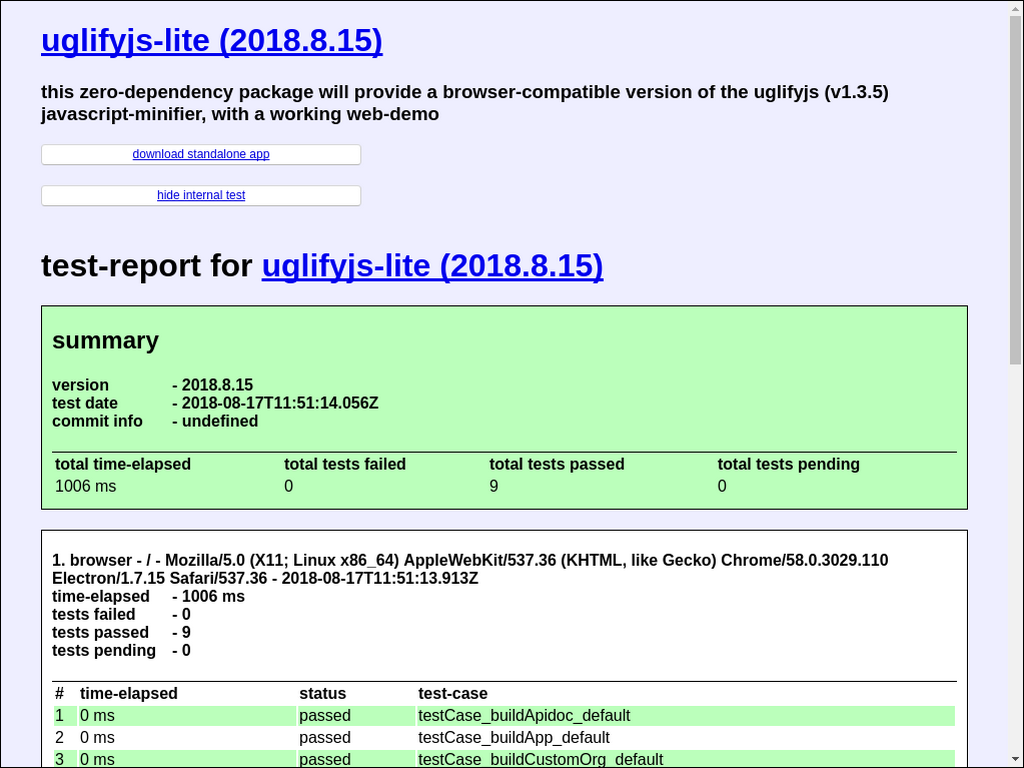 uglifyjs-lite (2018.8.15)
this zero-dependency package will provide a browser-compatible version of the uglifyjs (v1.3.5)
javascript-minifier, with a working web-demo
download standalone app
hide internal test
test-report for uglifyjs-lite (2018.8.15)
summary
version - 2018.8.15
test date - 2018-08-17T11:51:14.056Z
commit info - undefined
total time-elapsed total tests failed total tests passed total tests pending
1006 ms 0 9 0
1. browser - / - Mozilla/5.0 (X11; Linux x86_64) AppleWebKit/537.36 (KHTML, like Gecko) Chrome/58.0.3029.110
Electron/1.7.15 Safari/537.36 - 2018-08-17T11:51:13.913Z
time-elapsed - 1006 ms
tests failed - 0
tests passed - 9
tests pending - 0
# time-elapsed status test-case
1 0 ms passed testCase_buildApidoc_default
2 0 ms passed testCase_buildApp_default
3 0 ms passed testCase_buildCustomOrg_default